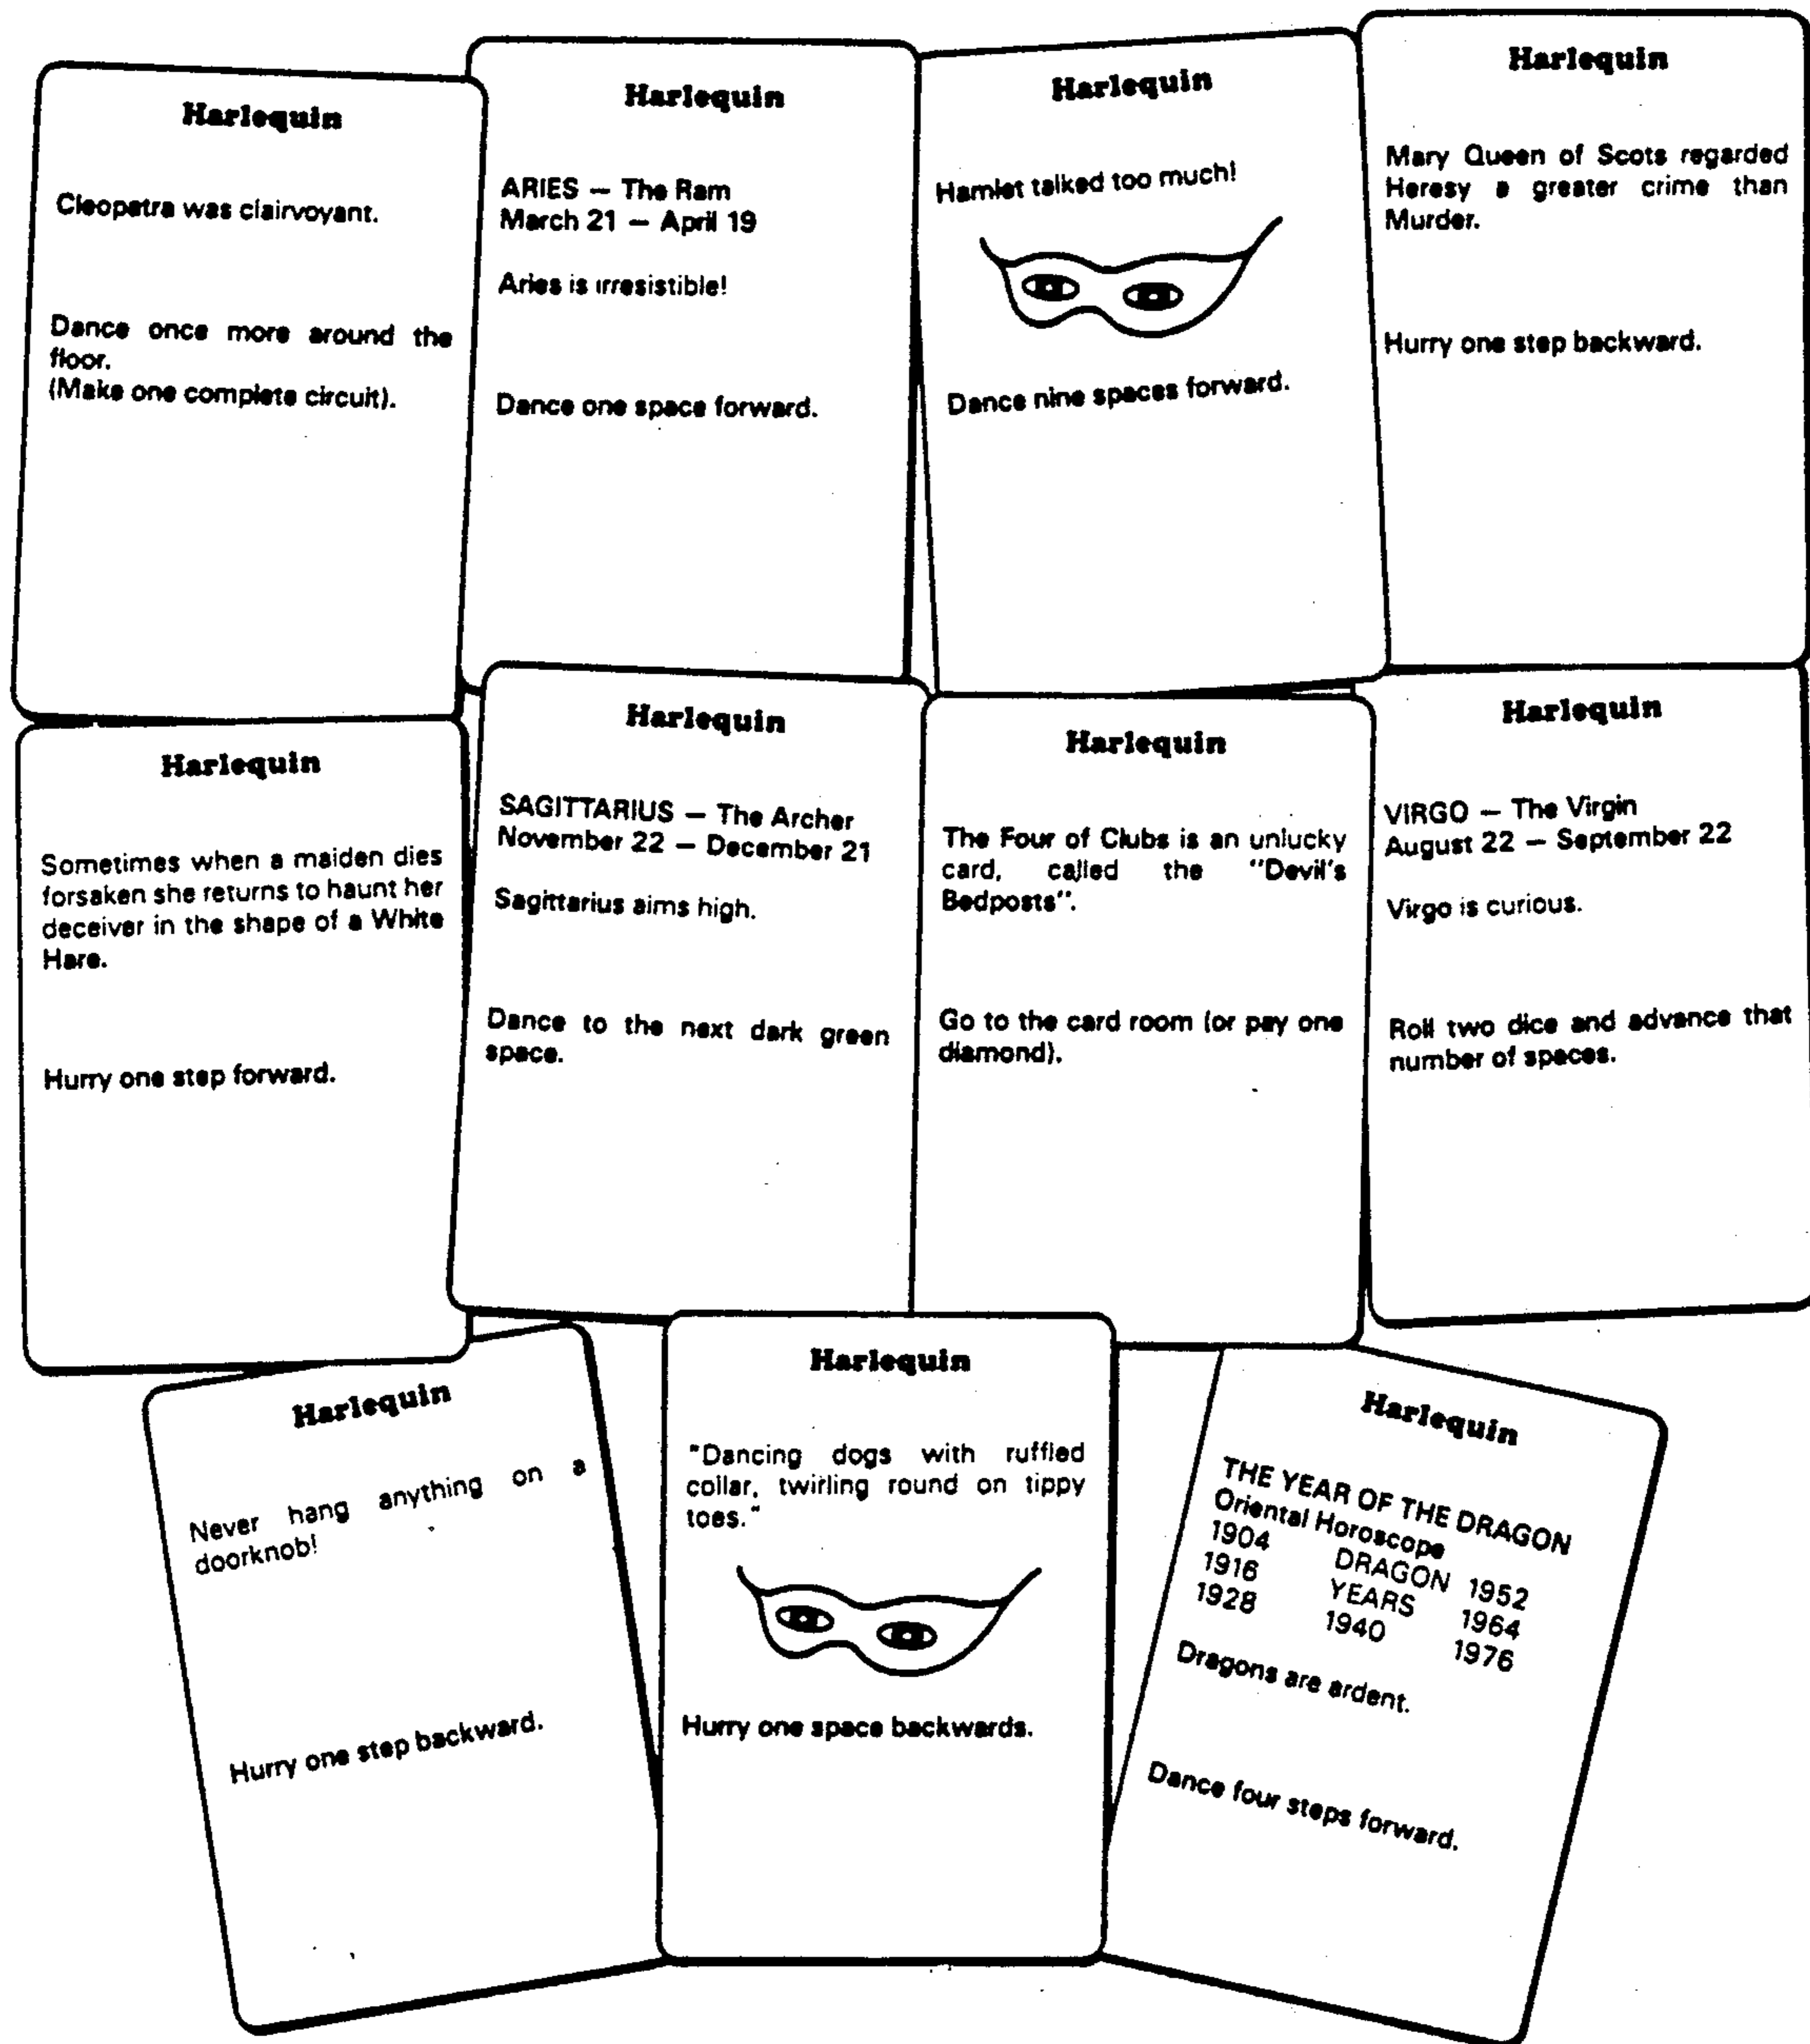 Harlequin
Cleopatra was clairvoyant.
Dance once more around the
floor.
(Make one complete circuit).
Harlequin
ARIES — The Ram
March 21 — April 19
Aries is irresistible!
Dance one space forward.
Harlequin
Hamlet talked too much!
Dance nine spaces forward.
Harlequin
Mary Queen of Scots regarded
Heresy a greater crime than
Murder.
Hurry one step backward.
Harlequin
Sometimes when a maiden dies
forsaken she returns to haunt her
deceiver in the shape of a White
Hare.
Hurry one step forward.
Harlequin
SAGITTARIUS — The Archer
November 22 — December 21
Sagittarius aims high.
Dance to the next dark green
space.
Harlequin
The Four of Clubs is an unlucky
card, called the "Devil's
Bedposts".
Go to the card room (or pay one
diamond).
Harlequin
VIRGO — The Virgin
August 22 — September 22
Virgo is curious.
Roll two dice and advance that
number of spaces.
Harlequin
Never hang anything on a
doorknob!
Hurry one step backward.
Harlequin
"Dancing dogs with ruffled
collar, twirling round on tippy
toes."
Hurry one space backwards.
Harlequin
THE YEAR OF THE DRAGON
Oriental Horoscope
1904 DRAGON 1952
1916 YEARS 1964
1928 1940 1976
Dragons are ardent.
Dance four steps forward.